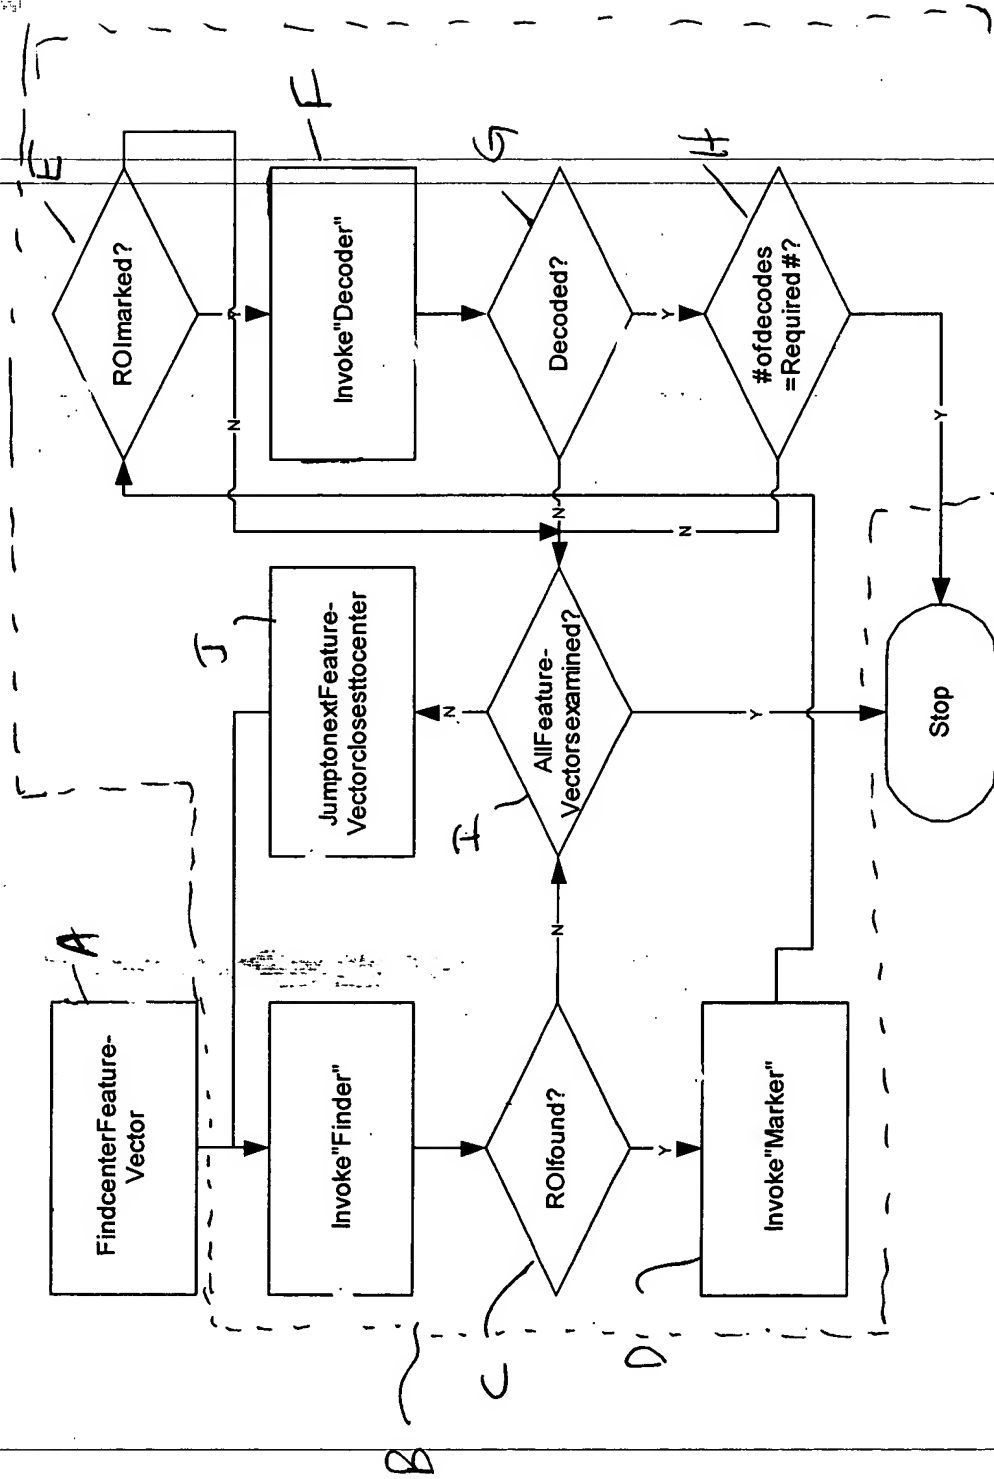 A
FindcenterFeature-
Vector
B
Invoke"Finder"
C
ROIfound?
N
Y
D
Invoke"Marker"
J
JumptonextFeature-
Vectorclosesttocenter
N
I
AllFeature-
Vectorsexamined?
Y
E
ROImarked?
Y
N
F
Invoke"Decoder"
G
Decoded?
N
Y
H
#ofdecodes
=Required#?
N
Y
Stop